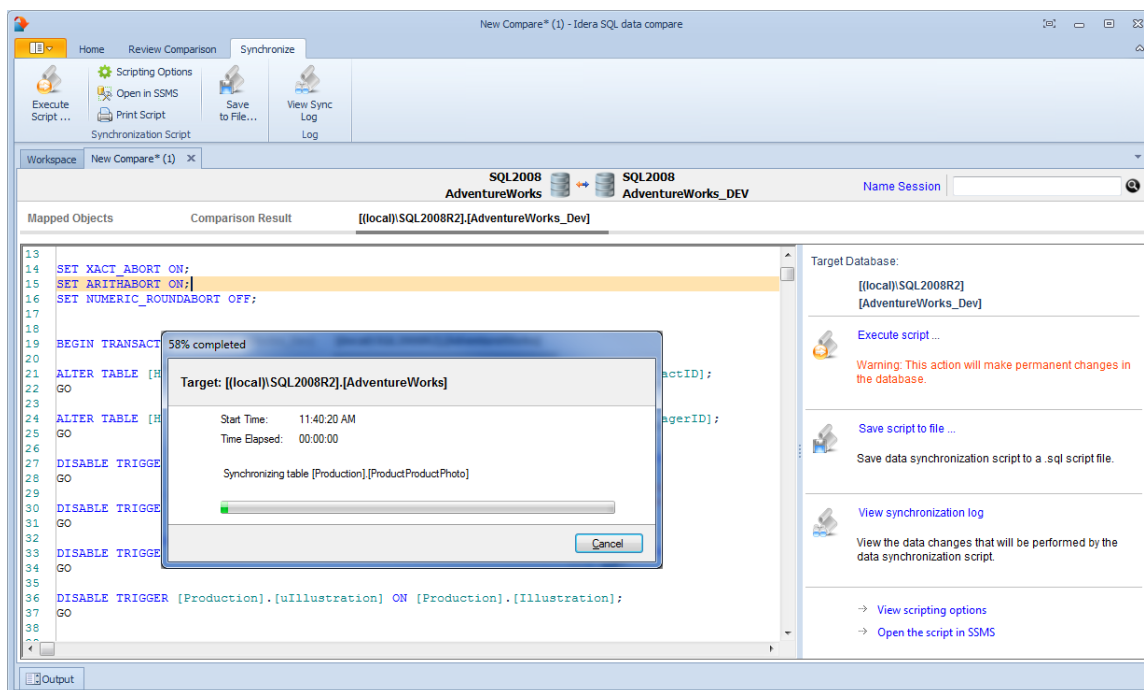 New Compare* (1) - Idera SQL data compare
Home Review Comparison Synchronize
Execute Script ...
Scripting Options
Open in SSMS
Print Script
Save to File...
View Sync Log
Synchronization Script
Log
Workspace New Compare* (1)
SQL2008 SQL2008
AdventureWorks AdventureWorks_DEV
Name Session
Mapped Objects Comparison Result [(local)\SQL2008R2].[AdventureWorks_Dev]
13
14 SET XACT_ABORT ON;
15 SET ARITHABORT ON;
16 SET NUMERIC_ROUNDABORT OFF;
17
18
19 BEGIN TRANSACT
20
21 ALTER TABLE [H actID];
22 GO
23
24 ALTER TABLE [H agerID];
25 GO
26
27 DISABLE TRIGGE
28 GO
29
30 DISABLE TRIGGE
31 GO
32
33 DISABLE TRIGGE
34 GO
35
36 DISABLE TRIGGER [Production].[uIllustration] ON [Production].[Illustration];
37 GO
38
58% completed
Target: [(local)\SQL2008R2].[AdventureWorks]
Start Time: 11:40:20 AM
Time Elapsed: 00:00:00
Synchronizing table [Production].[ProductProductPhoto]
Cancel
Target Database:
[(local)\SQL2008R2]
[AdventureWorks_Dev]
Execute script ...
Warning: This action will make permanent changes in
the database.
Save script to file ...
Save data synchronization script to a .sql script file.
View synchronization log
View the data changes that will be performed by the
data synchronization script.
View scripting options
Open the script in SSMS
Output